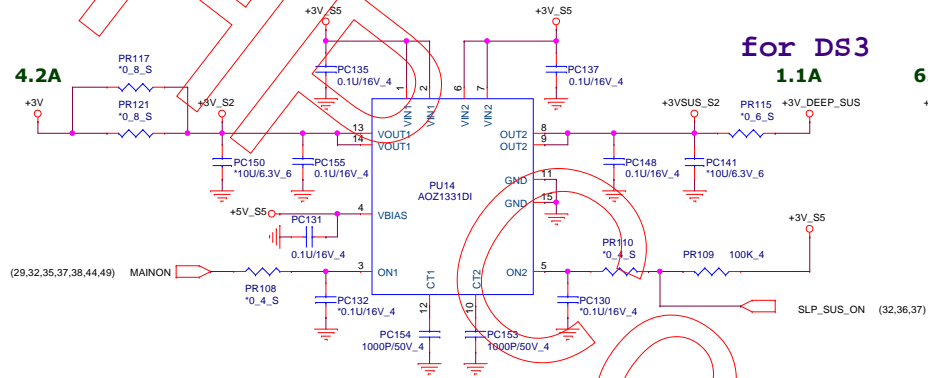 +3V_S5
+3V_S5
for DS3
4.2A
PR117
*0_8_S
PC135
0.1U/16V_4
PC137
0.1U/16V_4
1.1A
6.
+3V
PR121
*0_8_S
+3V_S2
1
2
6
7
VIN1
VIN1
VIN2
VIN2
+3VSUS_S2
PR115
*0_6_S
+3V_DEEP_SUS
13
14
VOUT1
VOUT1
OUT2
OUT2
8
9
PC150
*10U/6.3V_6
PC155
0.1U/16V_4
PC148
0.1U/16V_4
PC141
*10U/6.3V_6
PU14
AOZ1331DI
GND
11
GND
15
+5V_S5
4
VBIAS
PC131
0.1U/16V_4
+3V_S5
(29,32,35,37,38,44,49)
MAINON
PR108
*0_4_S
3
ON1
CT1
CT2
ON2
5
PR110
*0_4_S
PR109
100K_4
PC132
*0.1U/16V_4
12
10
PC130
*0.1U/16V_4
SLP_SUS_ON
(32,36,37)
PC154
1000P/50V_4
PC153
1000P/50V_4